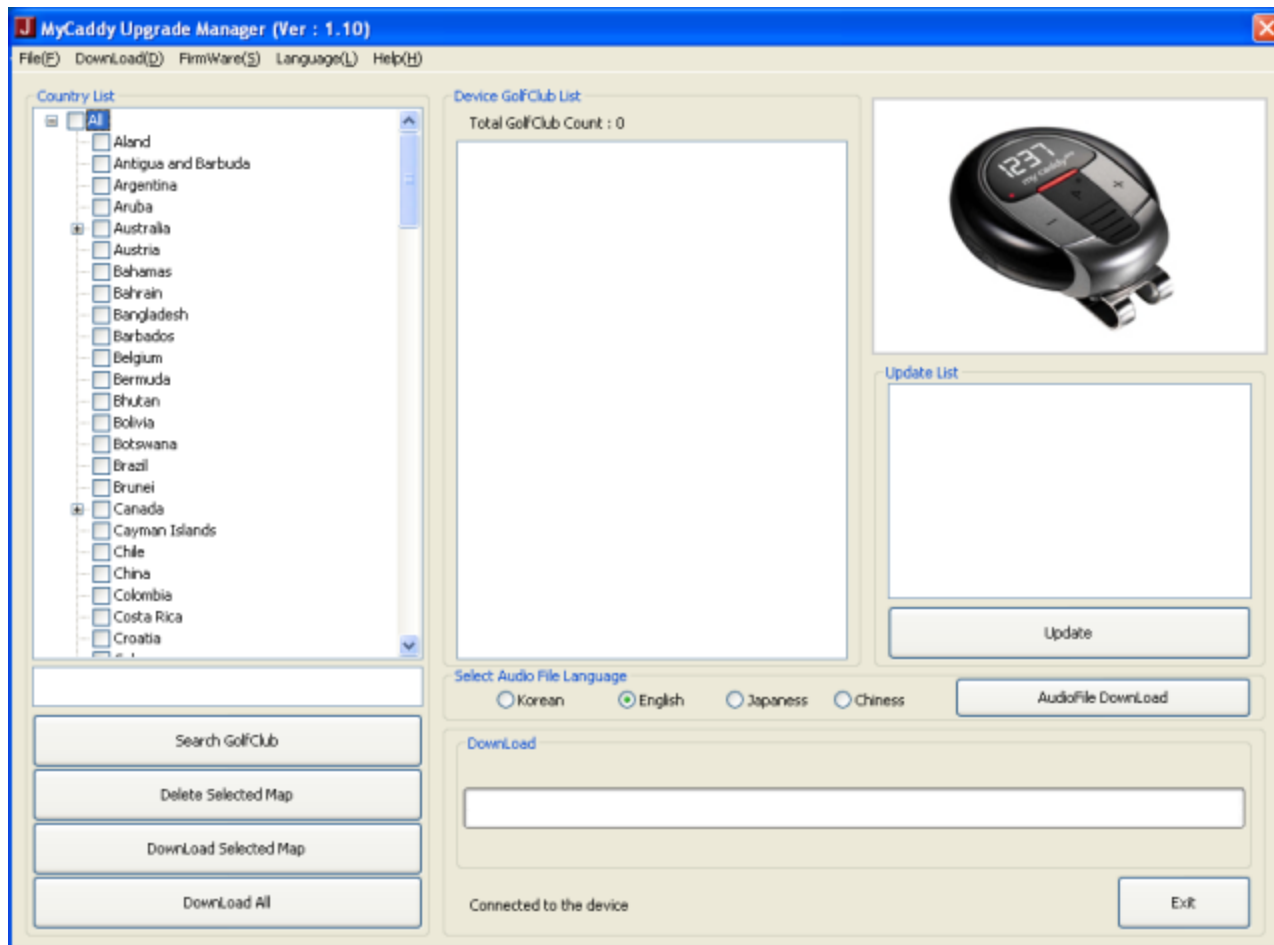 J MyCaddy Upgrade Manager (Ver : 1.10)
File(F) DownLoad(D) FirmWare(S) Language(L) Help(H)
Country List
All
Aland
Antigua and Barbuda
Argentina
Aruba
Australia
Austria
Bahamas
Bahrain
Bangladesh
Barbados
Belgium
Bermuda
Bhutan
Bolivia
Botswana
Brazil
Brunei
Canada
Cayman Islands
Chile
China
Colombia
Costa Rica
Croatia
Search GolfClub
Delete Selected Map
DownLoad Selected Map
DownLoad All
Device GolfClub List
Total GolfClub Count : 0
1237
my caddy
Update List
Update
Select Audio File Language
Korean English Japaness Chiness
AudioFile DownLoad
DownLoad
Connected to the device
Exit